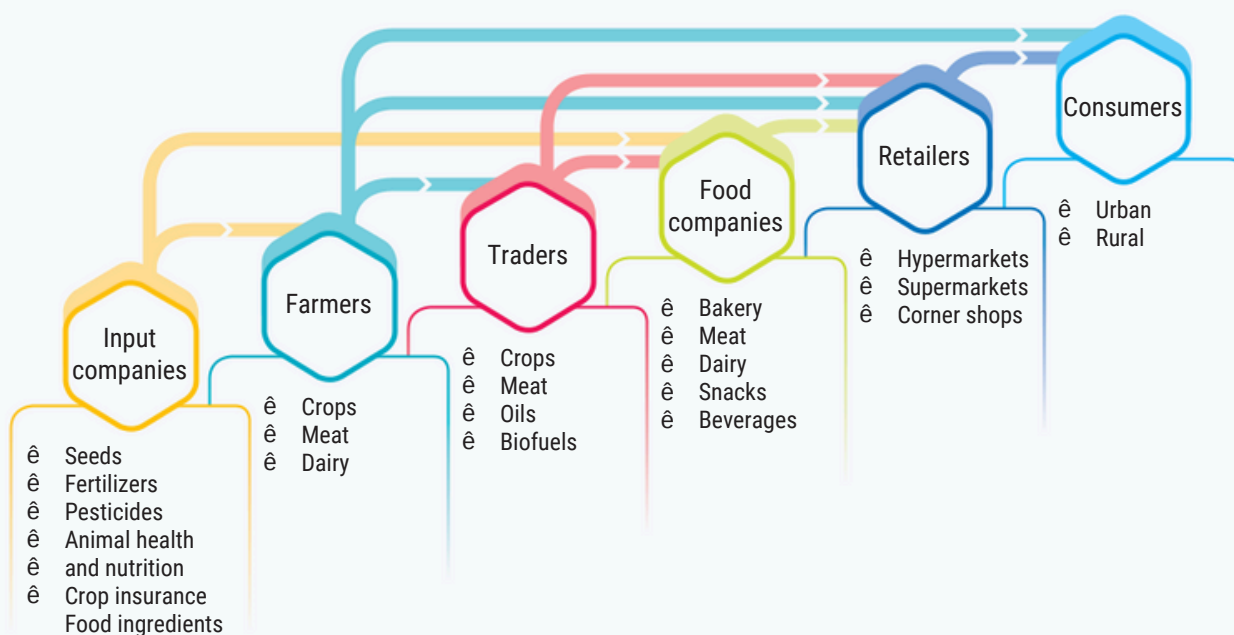 Consumers
ê Urban
ê Rural
Retailers
ê Hypermarkets
ê Supermarkets
ê Corner shops
Food
companies
ê Bakery
ê Meat
ê Dairy
ê Snacks
ê Beverages
Traders
ê Crops
ê Meat
ê Oils
ê Biofuels
Farmers
ê Crops
ê Meat
ê Dairy
Input
companies
ê Seeds
ê Fertilizers
ê Pesticides
ê Animal health
ê and nutrition
ê Crop insurance
Food ingredients